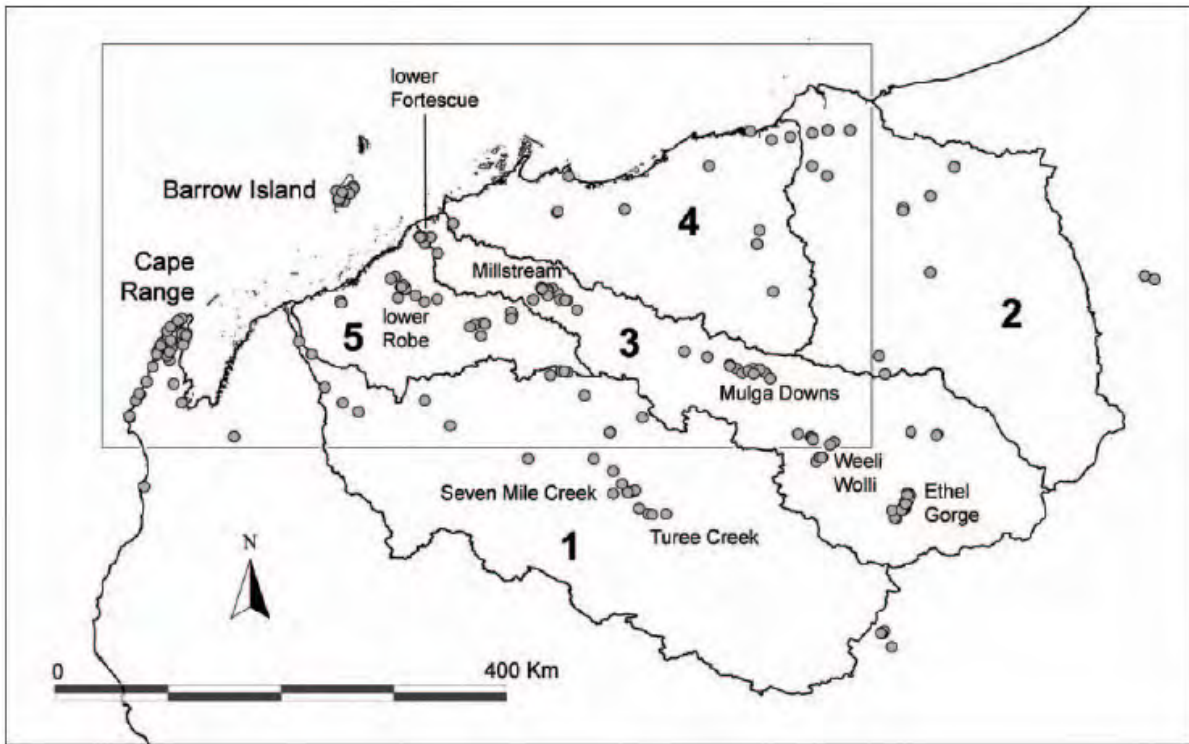 lower
Fortescue
Barrow Island
4
Cape
Range
Millstream
2
5
lower
Robe
3
Mulga Downs
Weeli
Wolli
Seven Mile Creek
Ethel
Gorge
1
Turee Creek
N
0
400 Km